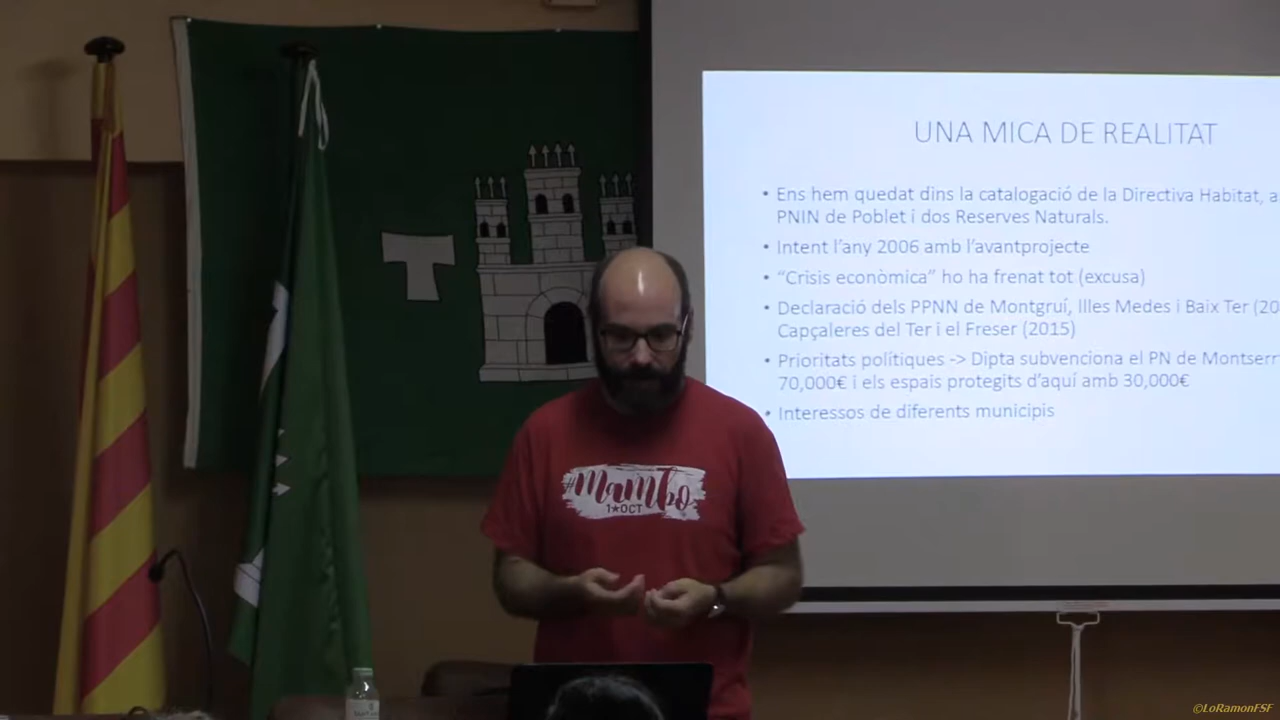 UNA MICA DE REALITAT
• Ens hem quedat dins la catalogació de la Directiva Habitat, a
PNIN de Poblet i dos Reserves Naturals.
• Intent l'any 2006 amb l'avantprojecte
• "Crisis econòmica" ho ha frenat tot (excusa)
• Declaració dels PPNN de Montgruí, Illes Medes i Baix Ter (20
Capçaleres del Ter i el Freser (2015)
• Prioritats polítiques -> Dipta subvenciona el PN de Montserr
70,000€ i els espais protegits d'aquí amb 30,000€
• Interessos de diferents municipis
T
#Mambo
1★OCT
©LoRamonFSF